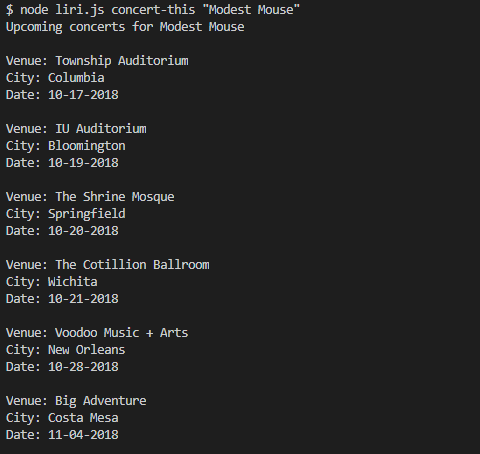 $ node liri.js concert-this "Modest Mouse"
Upcoming concerts for Modest Mouse
Venue: Township Auditorium
City: Columbia
Date: 10-17-2018
Venue: IU Auditorium
City: Bloomington
Date: 10-19-2018
Venue: The Shrine Mosque
City: Springfield
Date: 10-20-2018
Venue: The Cotillion Ballroom
City: Wichita
Date: 10-21-2018
Venue: Voodoo Music + Arts
City: New Orleans
Date: 10-28-2018
Venue: Big Adventure
City: Costa Mesa
Date: 11-04-2018